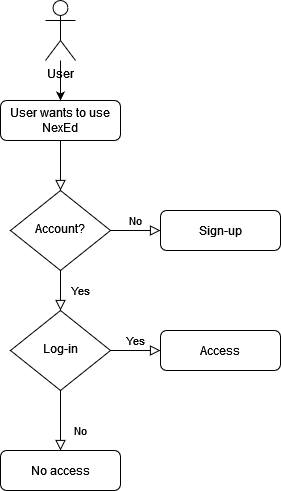 User
User wants to use
NexEd
Account?
No
Sign-up
Yes
Log-in
Yes
Access
No
No access